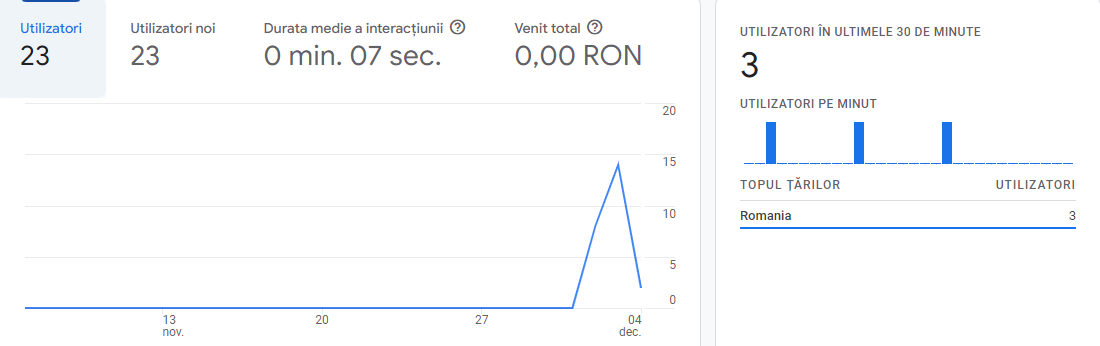 Utilizatori
23
Utilizatori noi
23
Durata medie a interacțiunii
0 min. 07 sec.
Venit total
0,00 RON
20
15
10
5
0
13
nov.
20
27
04
dec.
UTILIZATORI ÎN ULTIMELE 30 DE MINUTE
3
UTILIZATORI PE MINUT
TOPUL ȚĂRILOR UTILIZATORI
Romania 3